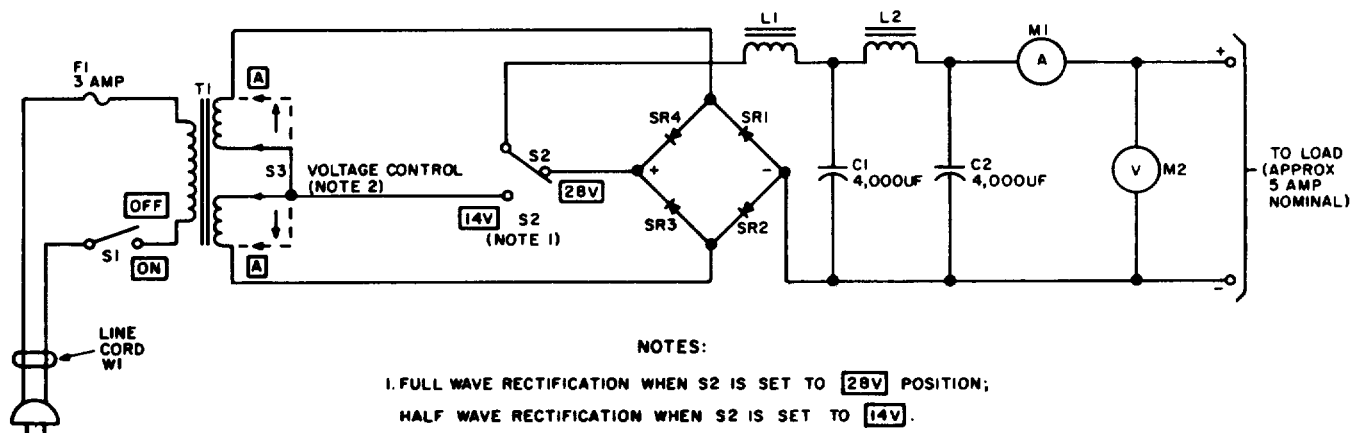 F1
3 AMP
T1
A
S3
VOLTAGE CONTROL
(NOTE 2)
A
OFF
S1
ON
LINE
CORD
W1
S2
28V
14V
S2
(NOTE 1)
SR4
SR1
+
-
SR3
SR2
L1
L2
C1
4,000UF
C2
4,000UF
M1
A
V
M2
+
-
TO LOAD
(APPROX
5 AMP
NOMINAL)
NOTES:
1. FULL WAVE RECTIFICATION WHEN S2 IS SET TO 28V POSITION;
HALF WAVE RECTIFICATION WHEN S2 IS SET TO 14V.